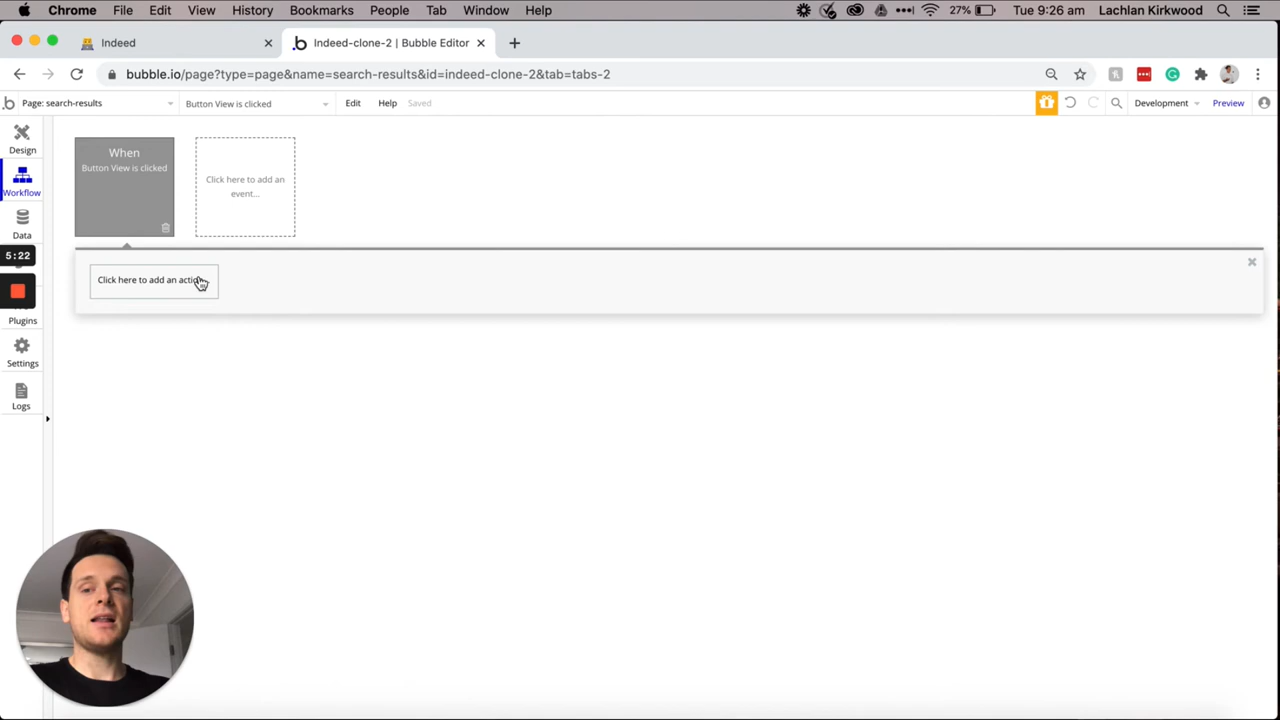 Chrome File Edit View History Bookmarks People Tab Window Help 27% Tue 9:26 am Lachlan Kirkwood
Indeed
Indeed-clone-2 | Bubble Editor
bubble.io/page?type=page&name=search-results&id=indeed-clone-2&tab=tabs-2
Page: search-results Button View is clicked Edit Help Saved Development Preview
Design
Workflow
Data
5:22
Plugins
Settings
Logs
When
Button View is clicked
Click here to add an
event...
Click here to add an